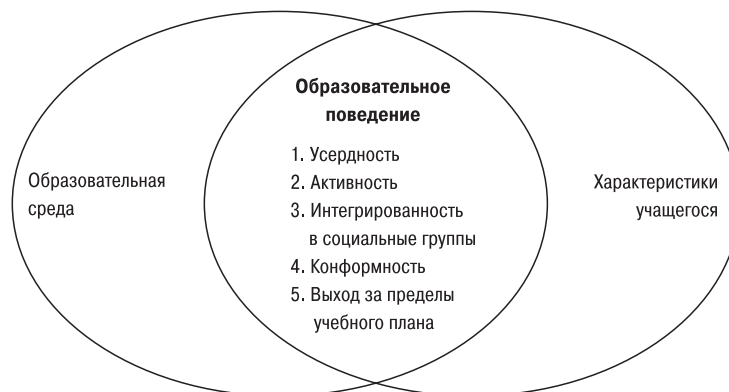 Образовательное
поведение
1. Усердность
2. Активность
3. Интегрированность
в социальные группы
4. Конформность
5. Выход за пределы
учебного плана
Образовательная
среда
Характеристики
учащегося